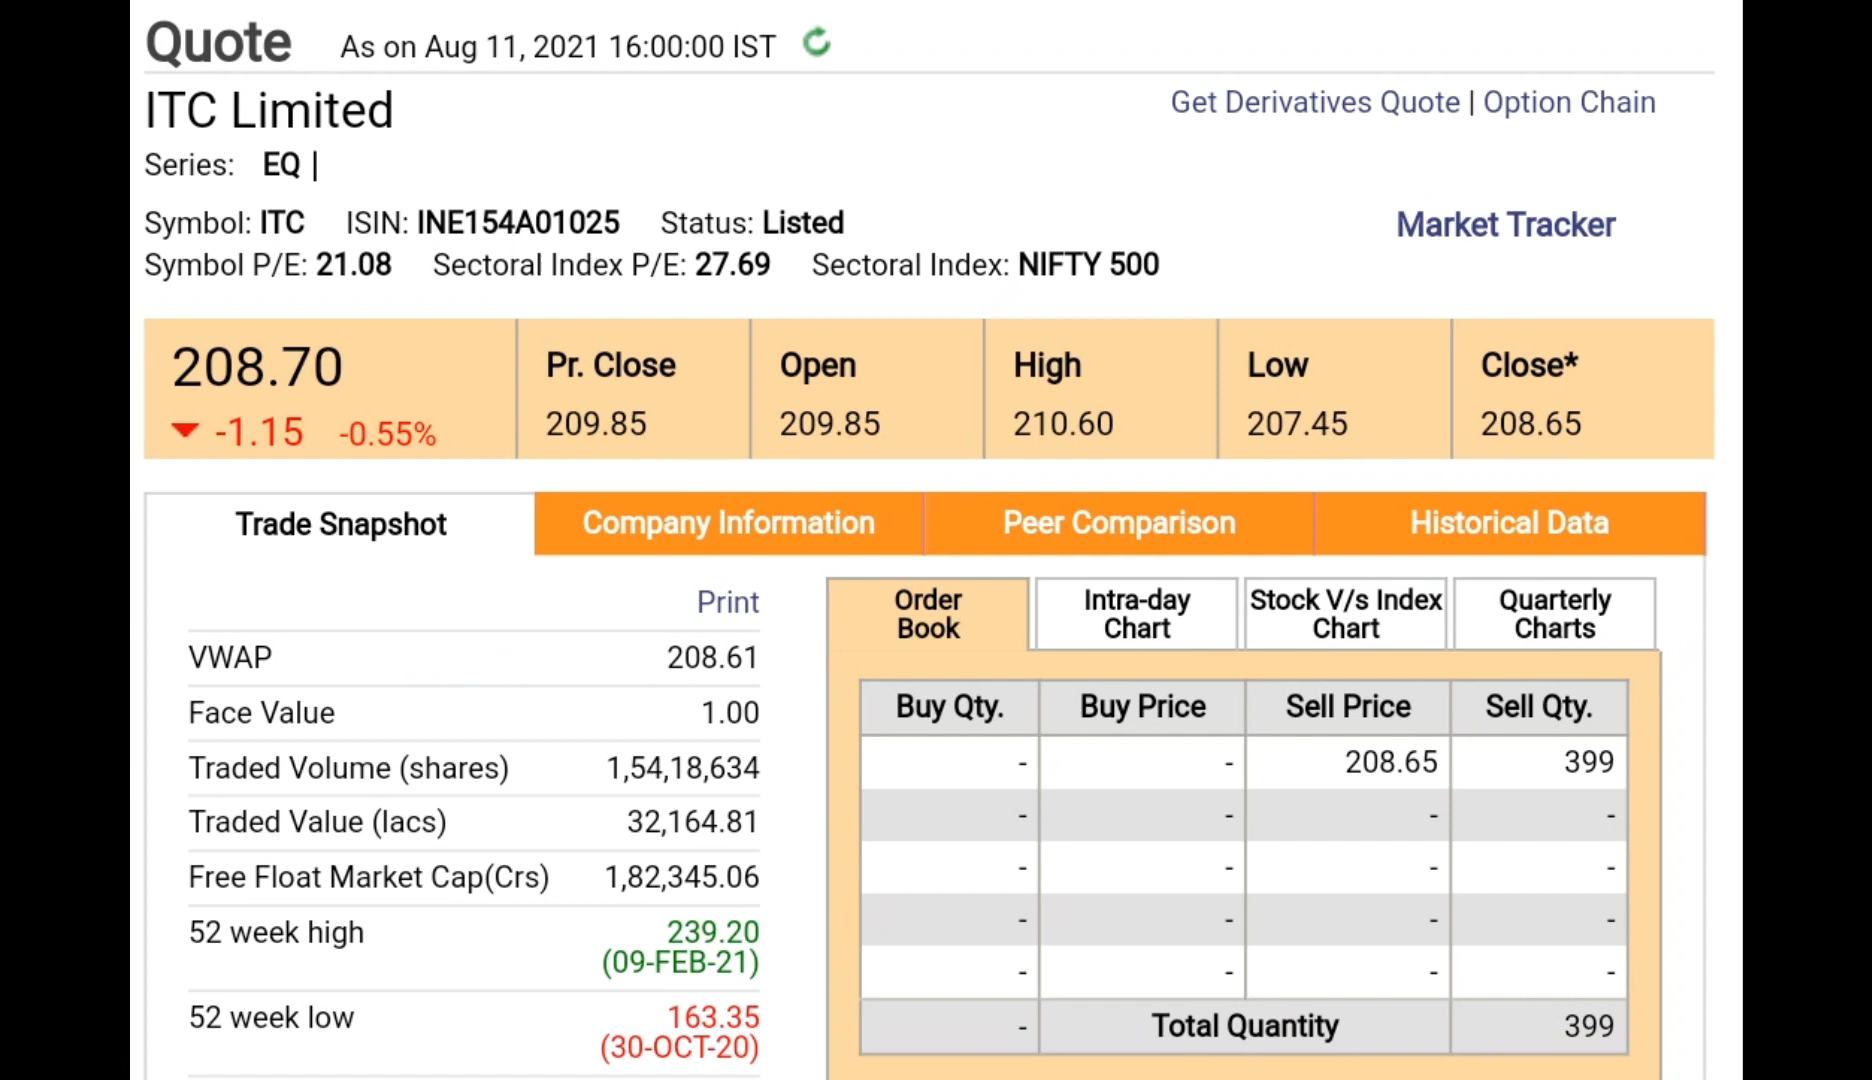 Quote As on Aug 11, 2021 16:00:00 IST
ITC Limited
Get Derivatives Quote | Option Chain
Series: EQ |
Symbol: ITC ISIN: INE154A01025 Status: Listed
Market Tracker
Symbol P/E: 21.08 Sectoral Index P/E: 27.69 Sectoral Index: NIFTY 500
208.70 Pr. Close Open High Low Close*
-1.15 -0.55% 209.85 209.85 210.60 207.45 208.65
Trade Snapshot Company Information Peer Comparison Historical Data
Print
VWAP 208.61
Face Value 1.00
Traded Volume (shares) 1,54,18,634
Traded Value (lacs) 32,164.81
Free Float Market Cap(Crs) 1,82,345.06
52 week high 239.20
(09-FEB-21)
52 week low 163.35
(30-OCT-20)
Order Intra-day Stock V/s Index Quarterly
Book Chart Chart Charts
Buy Qty. Buy Price Sell Price Sell Qty.
- - 208.65 399
- - - -
- - - -
- - - -
- - - -
- Total Quantity 399